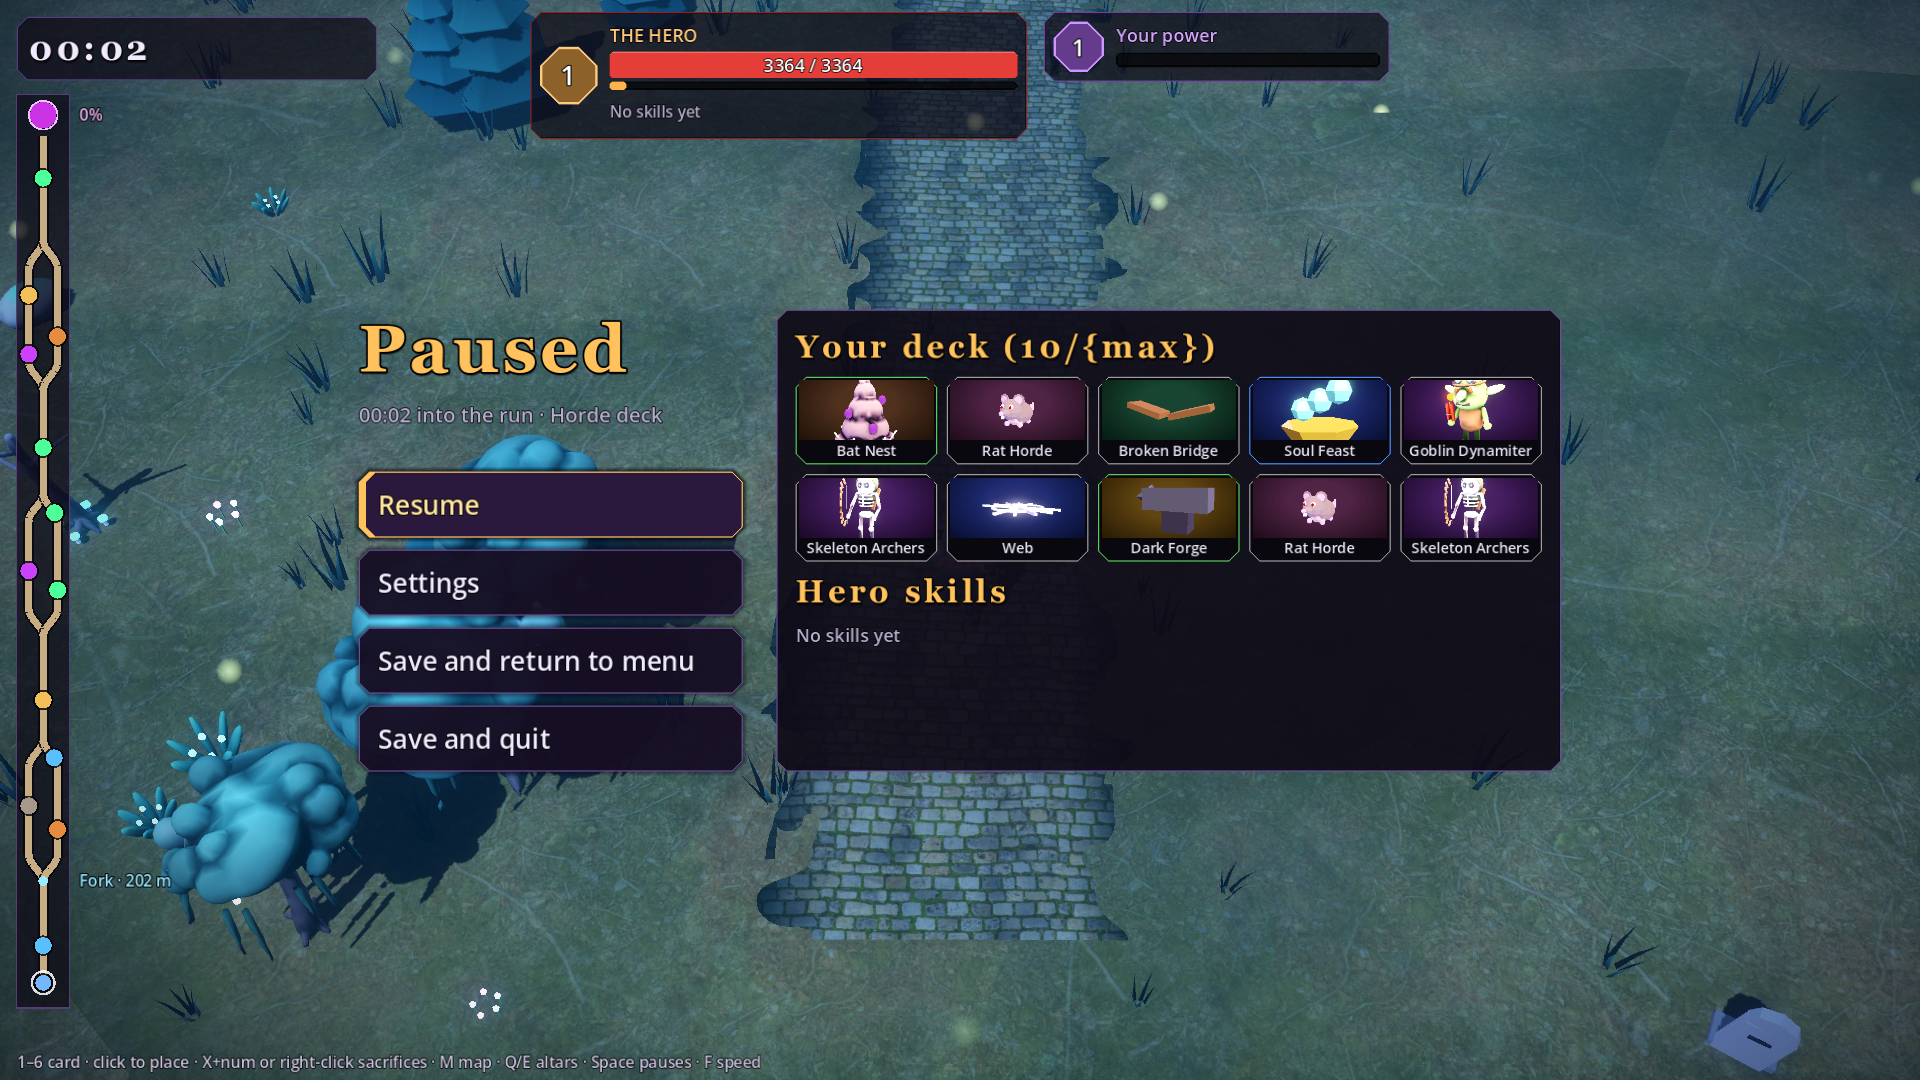 00:02
THE HERO
1
3364 / 3364
No skills yet
1
Your power
0%
Paused
00:02 into the run · Horde deck
Resume
Settings
Save and return to menu
Save and quit
Your deck (10/{max})
Bat Nest
Rat Horde
Broken Bridge
Soul Feast
Goblin Dynamiter
Skeleton Archers
Web
Dark Forge
Rat Horde
Skeleton Archers
Hero skills
No skills yet
Fork · 202 m
1–6 card · click to place · X+num or right-click sacrifices · M map · Q/E altars · Space pauses · F speed